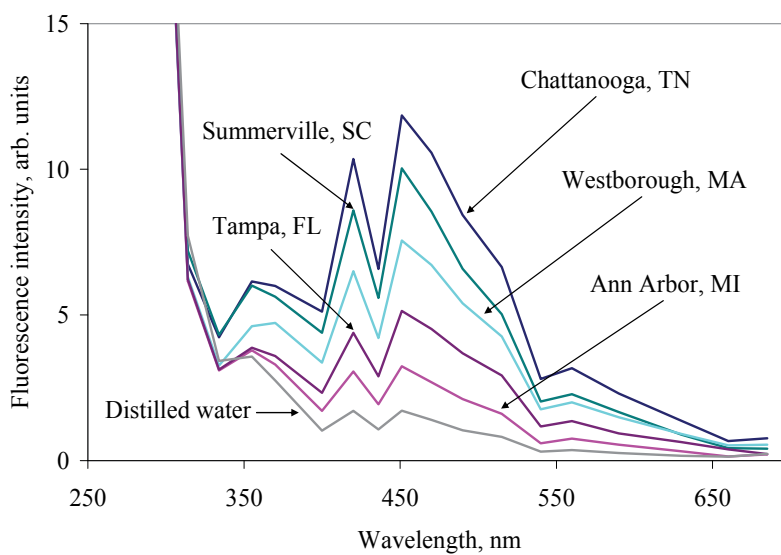 15
10
5
0
250
350
450
550
650
Fluorescence intensity, arb. units
Wavelength, nm
Chattanooga, TN
Summerville, SC
Westborough, MA
Tampa, FL
Ann Arbor, MI
Distilled water